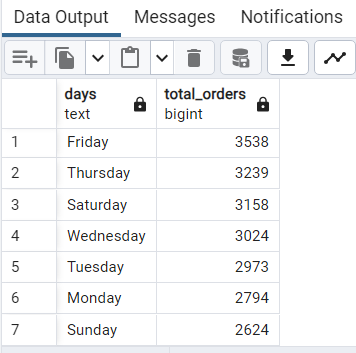 Data Output Messages Notifications
days total_orders
text bigint
1 Friday 3538
2 Thursday 3239
3 Saturday 3158
4 Wednesday 3024
5 Tuesday 2973
6 Monday 2794
7 Sunday 2624